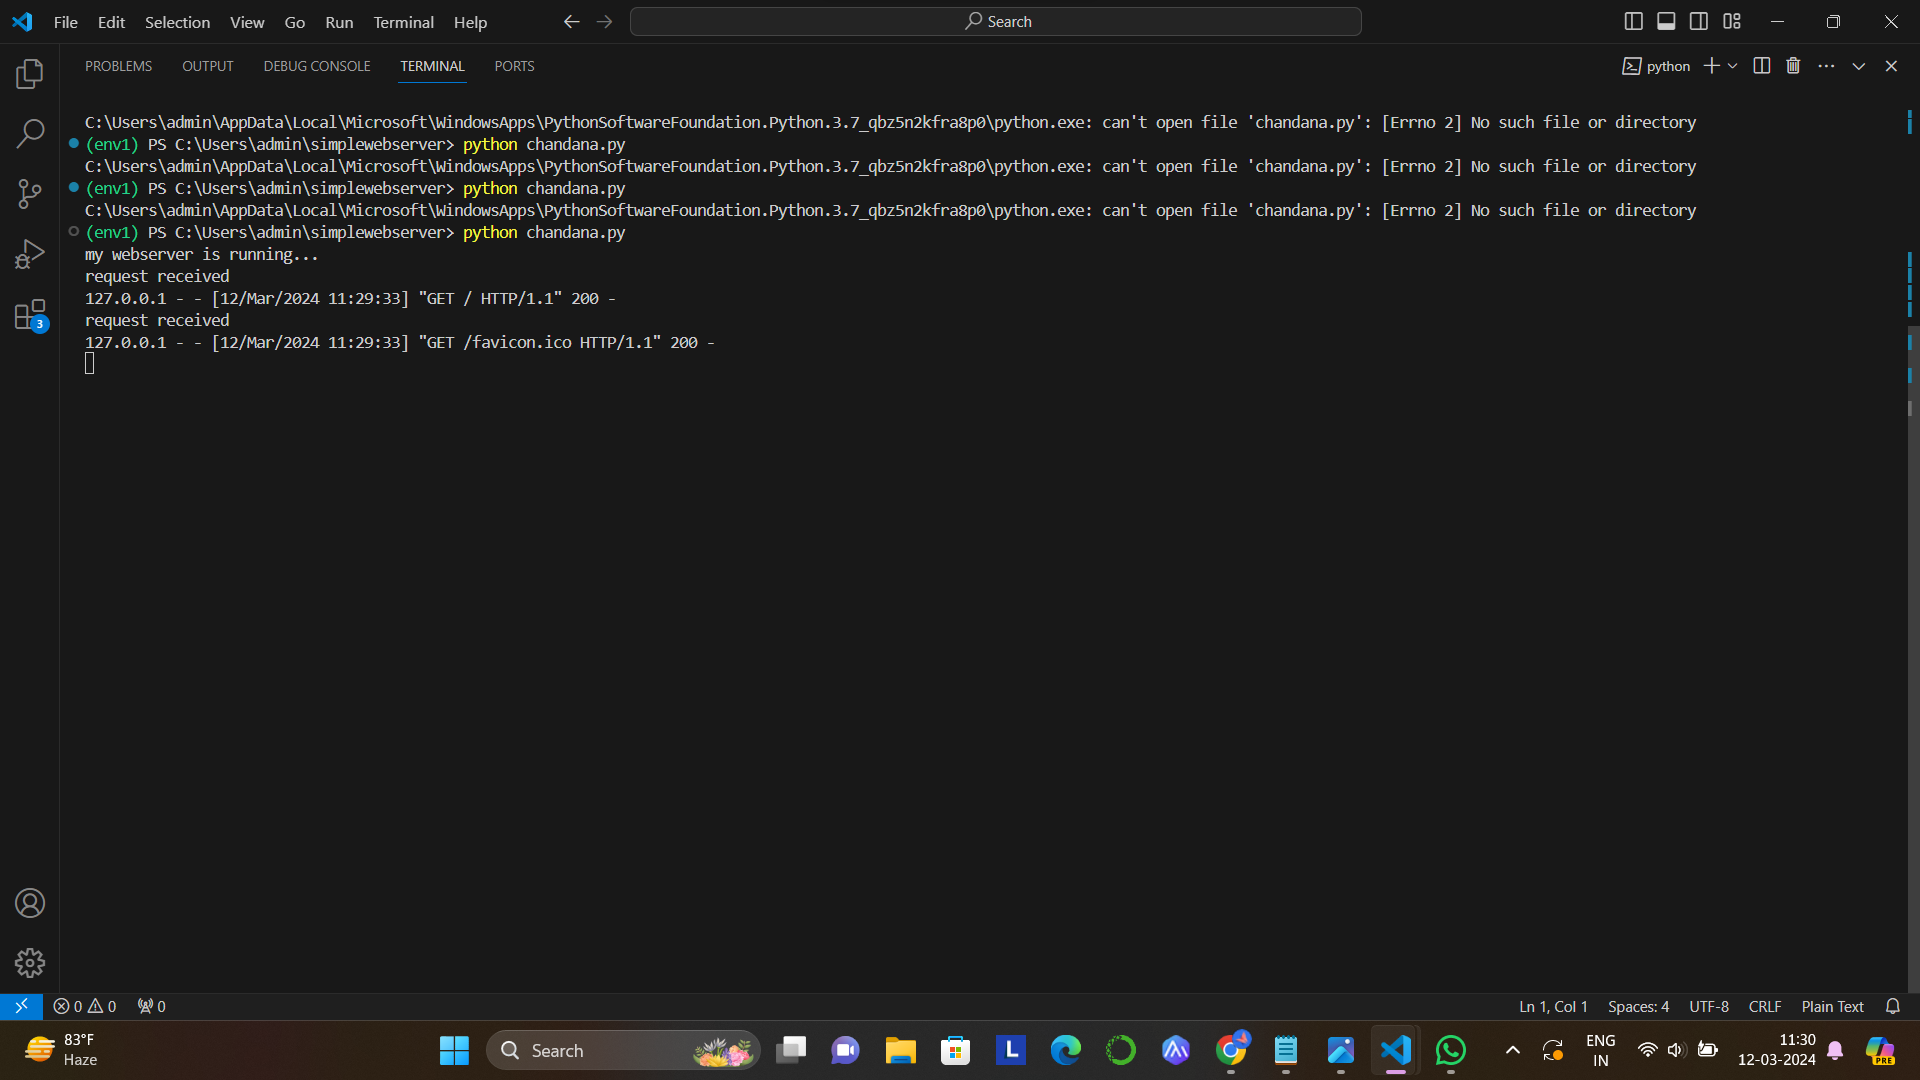 File Edit Selection View Go Run Terminal Help Search
PROBLEMS OUTPUT DEBUG CONSOLE TERMINAL PORTS python
C:\Users\admin\AppData\Local\Microsoft\WindowsApps\PythonSoftwareFoundation.Python.3.7_qbz5n2kfra8p0\python.exe: can't open file 'chandana.py': [Errno 2] No such file or directory
(env1) PS C:\Users\admin\simplewebserver> python chandana.py
C:\Users\admin\AppData\Local\Microsoft\WindowsApps\PythonSoftwareFoundation.Python.3.7_qbz5n2kfra8p0\python.exe: can't open file 'chandana.py': [Errno 2] No such file or directory
(env1) PS C:\Users\admin\simplewebserver> python chandana.py
C:\Users\admin\AppData\Local\Microsoft\WindowsApps\PythonSoftwareFoundation.Python.3.7_qbz5n2kfra8p0\python.exe: can't open file 'chandana.py': [Errno 2] No such file or directory
(env1) PS C:\Users\admin\simplewebserver> python chandana.py
my webserver is running...
request received
127.0.0.1 - - [12/Mar/2024 11:29:33] "GET / HTTP/1.1" 200 -
request received
127.0.0.1 - - [12/Mar/2024 11:29:33] "GET /favicon.ico HTTP/1.1" 200 -
3
0 0 0 Ln 1, Col 1 Spaces: 4 UTF-8 CRLF Plain Text
83°F
Haze
Search
L
ENG
IN
11:30
12-03-2024
PRE